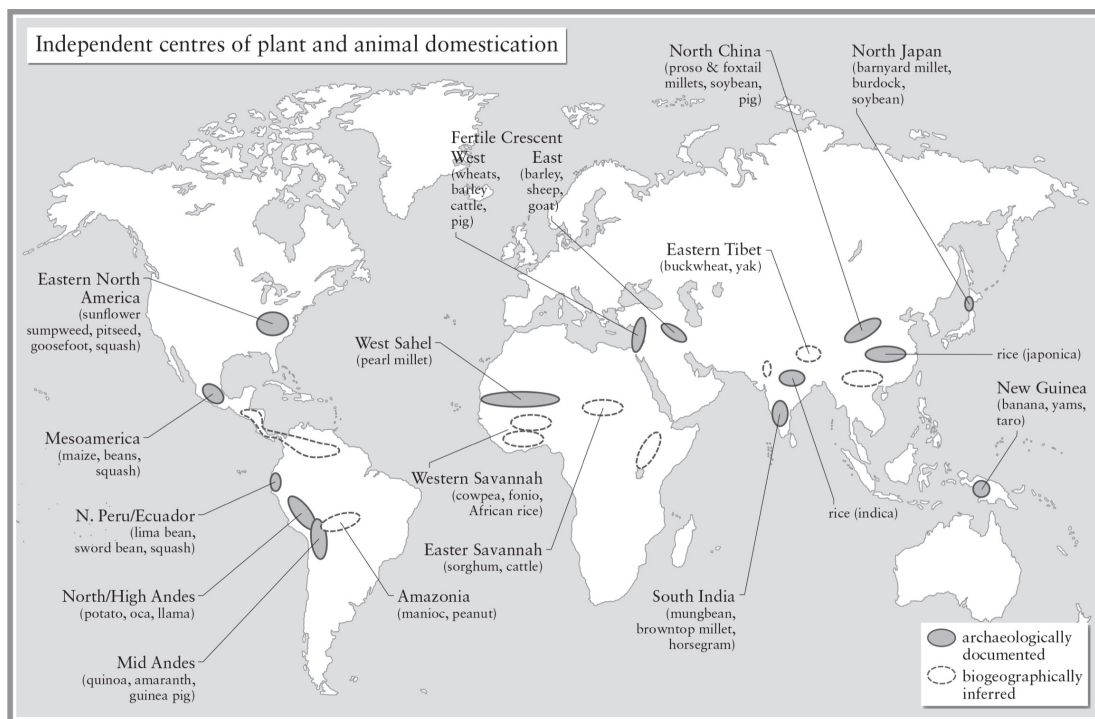 Independent centres of plant and animal domestication
North China
(proso & foxtail
millets, soybean,
pig)
North Japan
(barnyard millet,
burdock,
soybean)
Fertile Crescent
West
(wheats,
barley
cattle,
pig)
East
(barley,
sheep,
goat)
Eastern Tibet
(buckwheat, yak)
Eastern North
America
(sunflower
sumpweed, pitseed,
goosefoot, squash)
West Sahel
(pearl millet)
rice (japonica)
New Guinea
(banana, yams,
taro)
Mesoamerica
(maize, beans,
squash)
Western Savannah
(cowpea, fonio,
African rice)
rice (indica)
N. Peru/Ecuador
(lima bean,
sword bean, squash)
Easter Savannah
(sorghum, cattle)
North/High Andes
(potato, oca, llama)
Amazonia
(manioc, peanut)
South India
(mungbean,
browntop millet,
horsegram)
Mid Andes
(quinoa, amaranth,
guinea pig)
archaeologically
documented
biogeographically
inferred